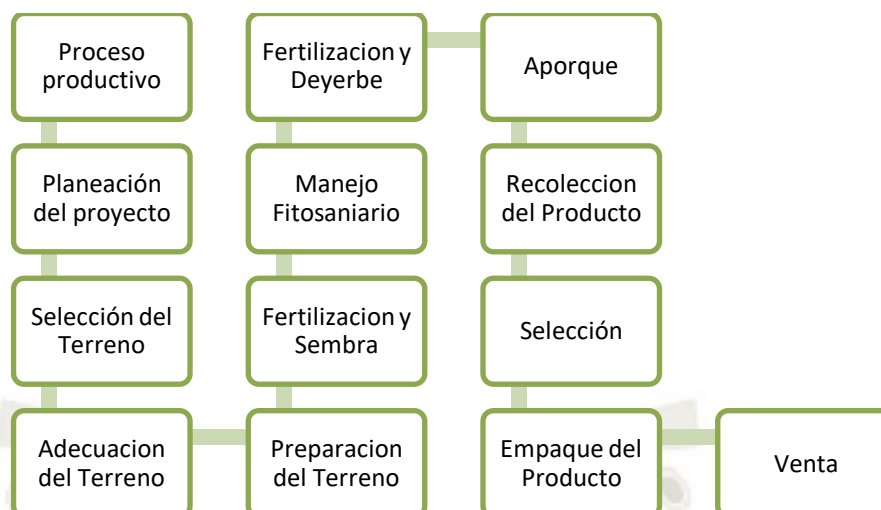 Proceso
productivo
Planeación
del proyecto
Selección del
Terreno
Adecuacion
del Terreno
Preparacion
del Terreno
Fertilizacion y
Sembra
Manejo
Fitosaniario
Fertilizacion y
Deyerbe
Aporque
Recoleccion
del Producto
Selección
Empaque del
Producto
Venta